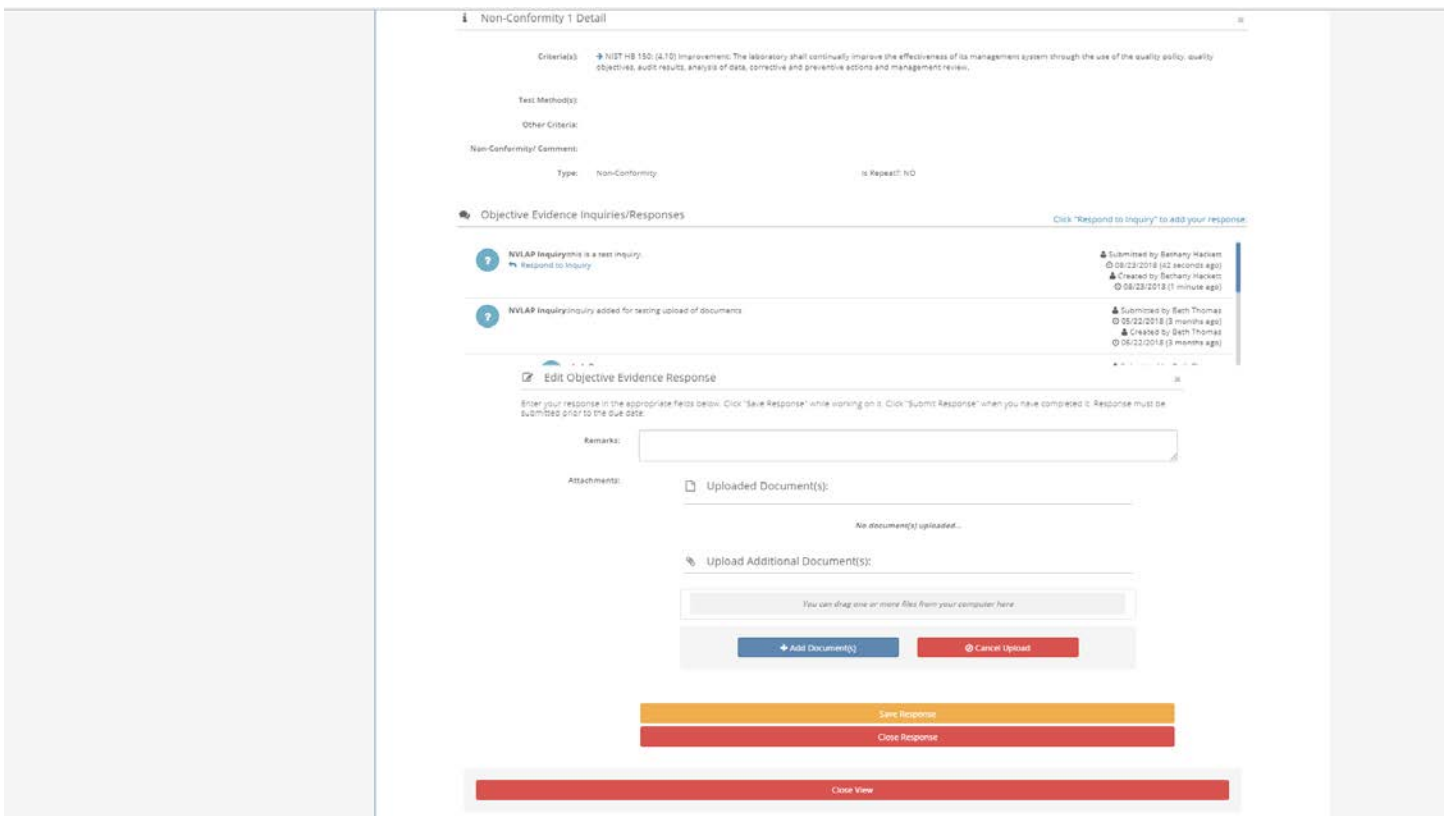 Non-Conformity 1 Detail
Criteria(s): NIST HB 150: (4.10) Improvement: The laboratory shall continually improve the effectiveness of its management system through the use of the quality policy, quality
objectives, audit results, analysis of data, corrective and preventive actions and management review.
Test Method(s):
Other Criteria:
Non-Conformity/ Comment:
Type: Non-Conformity Is Repeat?: NO
Objective Evidence Inquiries/Responses
Click "Respond to Inquiry" to add your response.
NVLAP Inquiry:this is a test inquiry. Submitted by Bethany Hackett
Respond to Inquiry 08/23/2018 (42 seconds ago)
Created by Bethany Hackett
08/23/2018 (1 minute ago)
NVLAP Inquiry:inquiry added for testing upload of documents Submitted by Beth Thomas
05/22/2018 (3 months ago)
Created by Beth Thomas
05/22/2018 (3 months ago)
Edit Objective Evidence Response
Enter your response in the appropriate fields below. Click "Save Response" while working on it. Click "Submit Response" when you have completed it. Response must be
submitted prior to the due date.
Remarks:
Attachments:
Uploaded Document(s):
No document(s) uploaded...
Upload Additional Document(s):
You can drag one or more files from your computer here
Add Document(s) Cancel Upload
Save Response
Close Response
Close View